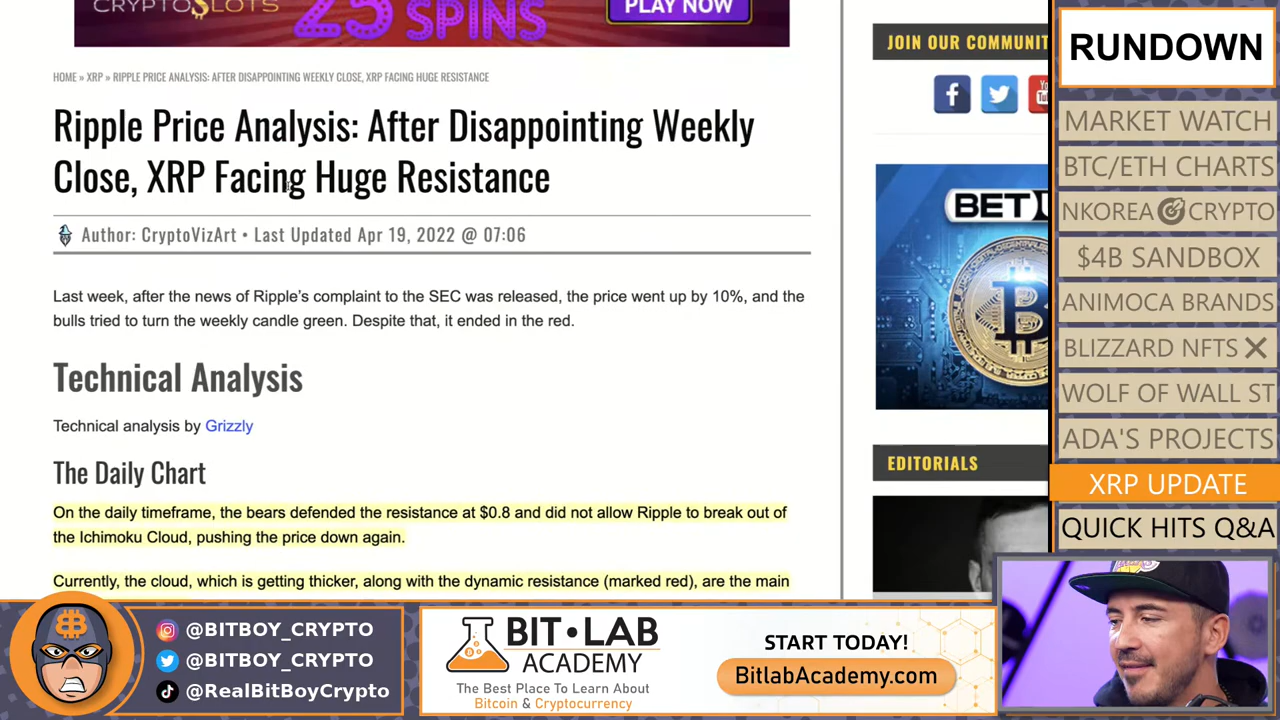 CRYPTOSLOTS
25
SPINS
PLAY NOW
HOME » XRP » RIPPLE PRICE ANALYSIS: AFTER DISAPPOINTING WEEKLY CLOSE, XRP FACING HUGE RESISTANCE
Ripple Price Analysis: After Disappointing Weekly
Close, XRP Facing Huge Resistance
Author: CryptoVizArt • Last Updated Apr 19, 2022 @ 07:06
Last week, after the news of Ripple's complaint to the SEC was released, the price went up by 10%, and the
bulls tried to turn the weekly candle green. Despite that, it ended in the red.
Technical Analysis
Technical analysis by Grizzly
The Daily Chart
On the daily timeframe, the bears defended the resistance at $0.8 and did not allow Ripple to break out of
the Ichimoku Cloud, pushing the price down again.
Currently, the cloud, which is getting thicker, along with the dynamic resistance (marked red), are the main
JOIN OUR COMMUNIT
You
Tu
BET
EDITORIALS
RUNDOWN
MARKET WATCH
BTC/ETH CHARTS
NKOREA CRYPTO
$4B SANDBOX
ANIMOCA BRANDS
BLIZZARD NFTS
WOLF OF WALL ST
ADA'S PROJECTS
XRP UPDATE
QUICK HITS Q&A
@BITBOY_CRYPTO
@BITBOY_CRYPTO
@RealBitBoyCrypto
BIT•LAB
ACADEMY
The Best Place To Learn About
Bitcoin & Cryptocurrency
START TODAY!
BitlabAcademy.com